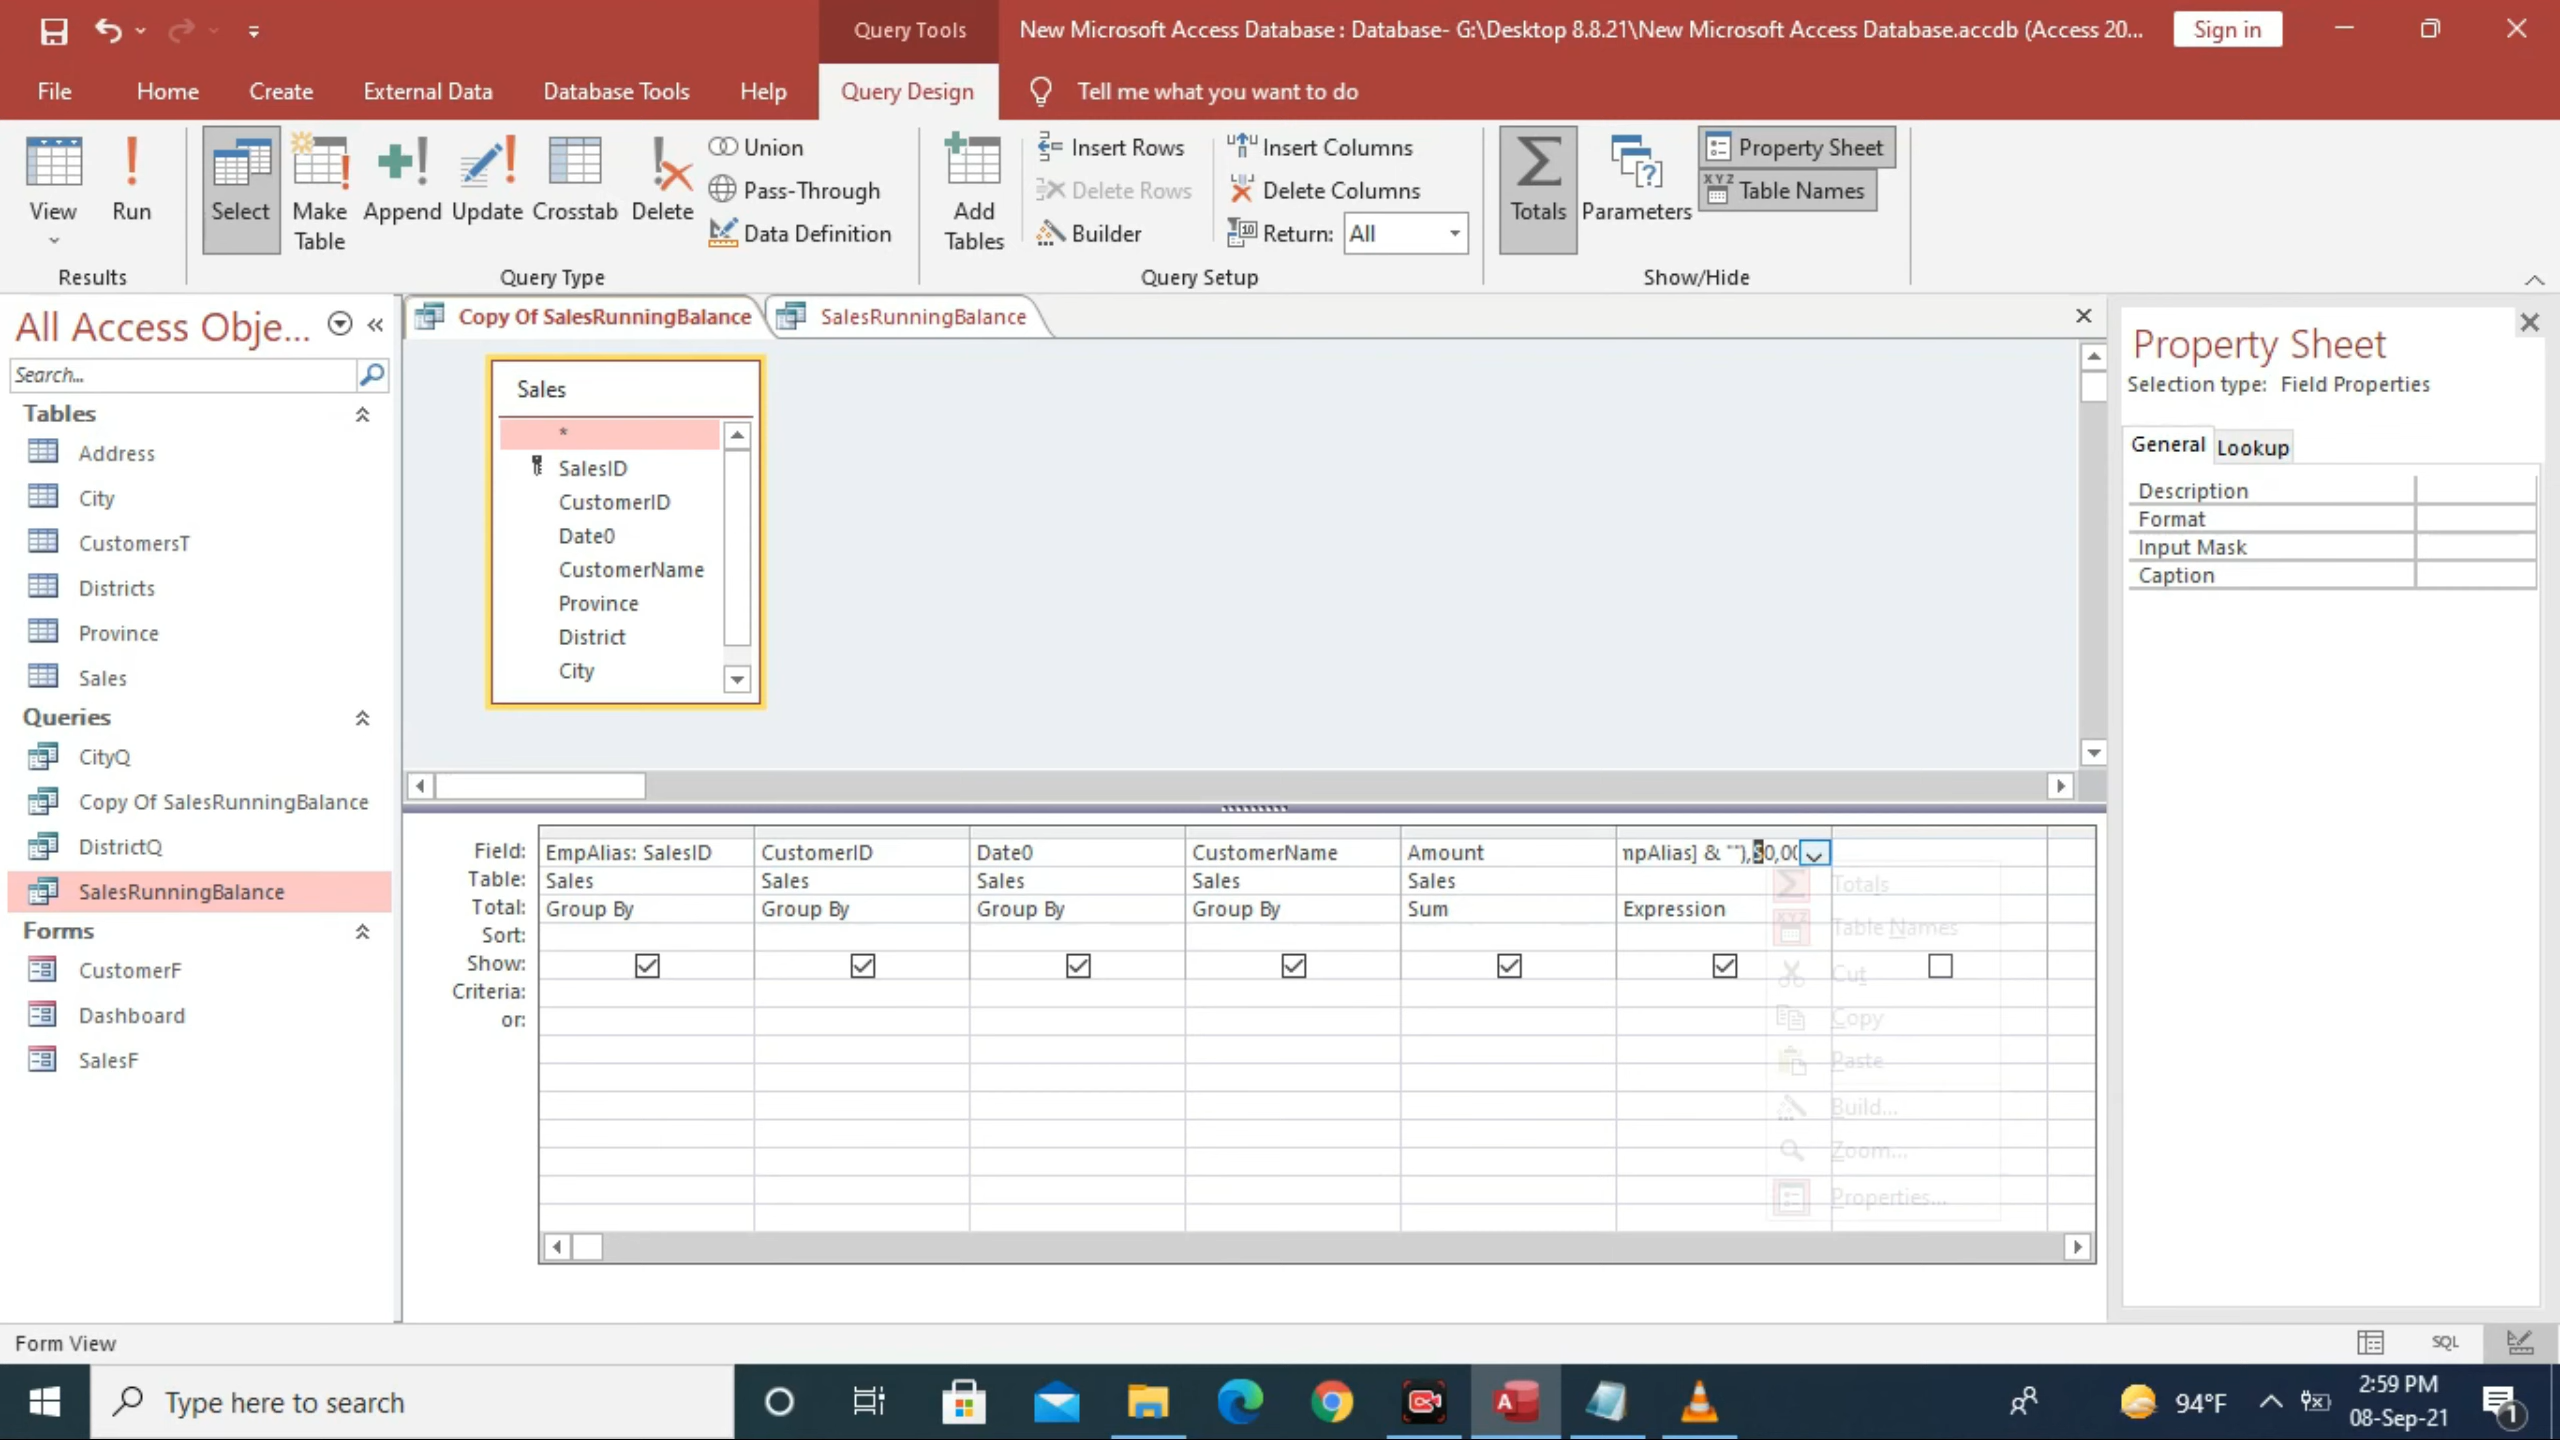 Query Tools
New Microsoft Access Database : Database- G:\Desktop 8.8.21\New Microsoft Access Database.accdb (Access 20...
Sign in
File
Home
Create
External Data
Database Tools
Help
Query Design
Tell me what you want to do
View
Run
Select
Make Table
Append
Update
Crosstab
Delete
Union
Pass-Through
Data Definition
Add Tables
Insert Rows
Delete Rows
Builder
Insert Columns
Delete Columns
Return: All
Totals
Parameters
Property Sheet
Table Names
Results
Query Type
Query Setup
Show/Hide
All Access Obje...
Search...
Tables
Address
City
CustomersT
Districts
Province
Sales
Queries
CityQ
Copy Of SalesRunningBalance
DistrictQ
SalesRunningBalance
Forms
CustomerF
Dashboard
SalesF
Copy Of SalesRunningBalance
SalesRunningBalance
Sales
*
SalesID
CustomerID
Date0
CustomerName
Province
District
City
Field: EmpAlias: SalesID CustomerID Date0 CustomerName Amount mpAlias] & ""),$0,00
Table: Sales Sales Sales Sales Sales
Total: Group By Group By Group By Group By Sum Expression
Sort:
Show:
Criteria:
or:
Totals
Table Names
Cut
Copy
Paste
Build...
Zoom...
Properties...
Property Sheet
Selection type: Field Properties
General
Lookup
Description
Format
Input Mask
Caption
Form View
SQL
Type here to search
94°F
2:59 PM
08-Sep-21
1